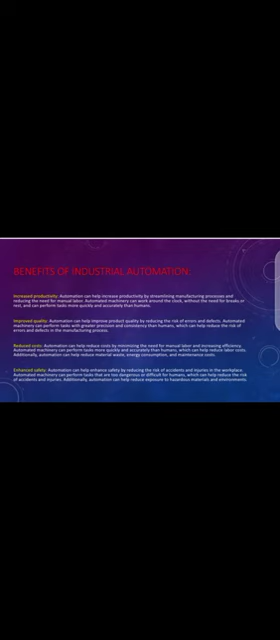 BENEFITS OF INDUSTRIAL AUTOMATION.
Increased productivity: Automation can help increase productivity by streamlining manufacturing processes and
reducing the need for manual labor. Automated machinery can work around the clock, without the need for breaks or
rest, and can perform tasks more quickly and accurately than humans.
Improved quality: Automation can help improve product quality by reducing the risk of errors and defects. Automated
machinery can perform tasks with greater precision and consistency than humans, which can help reduce the risk of
errors and defects in the manufacturing process.
Reduced costs: Automation can help reduce costs by minimizing the need for manual labor and increasing efficiency.
Automated machinery can perform tasks more quickly and accurately than humans, which can help reduce labor costs.
Additionally, automation can help reduce material waste, energy consumption, and maintenance costs.
Enhanced safety: Automation can help enhance safety by reducing the risk of accidents and injuries in the workplace.
Automated machinery can perform tasks that are too dangerous or difficult for humans, which can help reduce the risk
of accidents and injuries. Additionally, automation can help reduce exposure to hazardous materials and environments